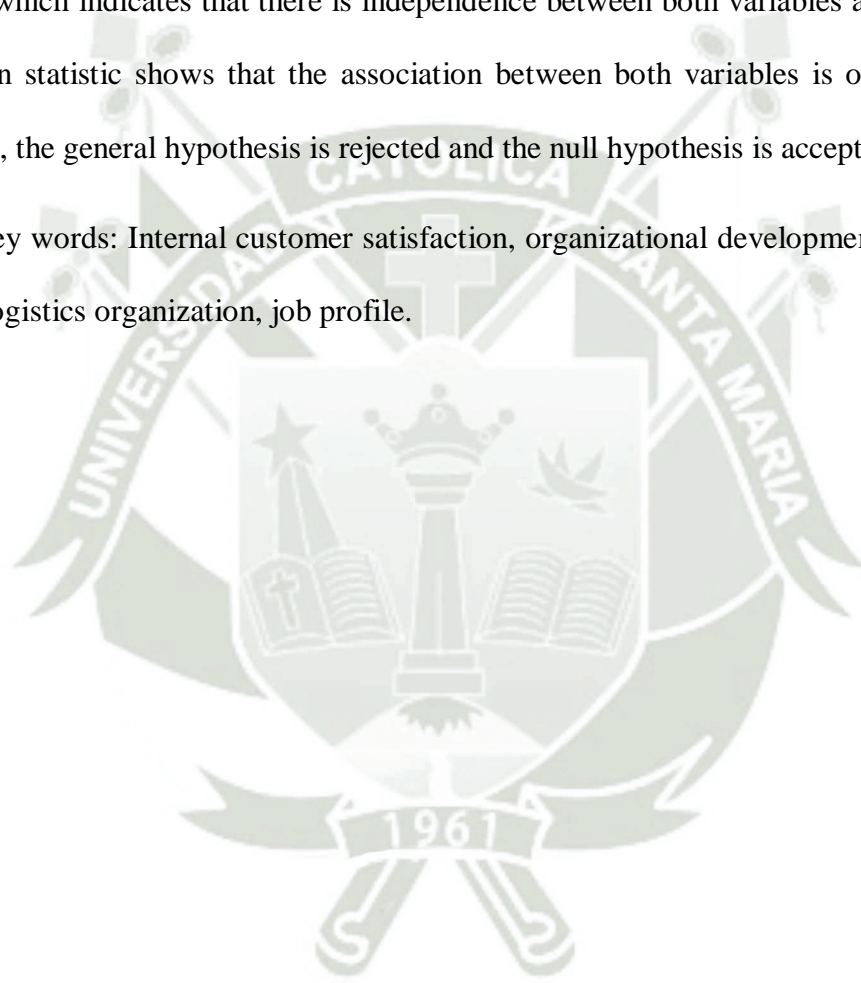 which indicates that there is independence between both variables a
n statistic shows that the association between both variables is o
, the general hypothesis is rejected and the null hypothesis is accept
ey words: Internal customer satisfaction, organizational developmen
ogistics organization, job profile.
UNIVERSIDAD CATOLICA SANTA MARIA
1961